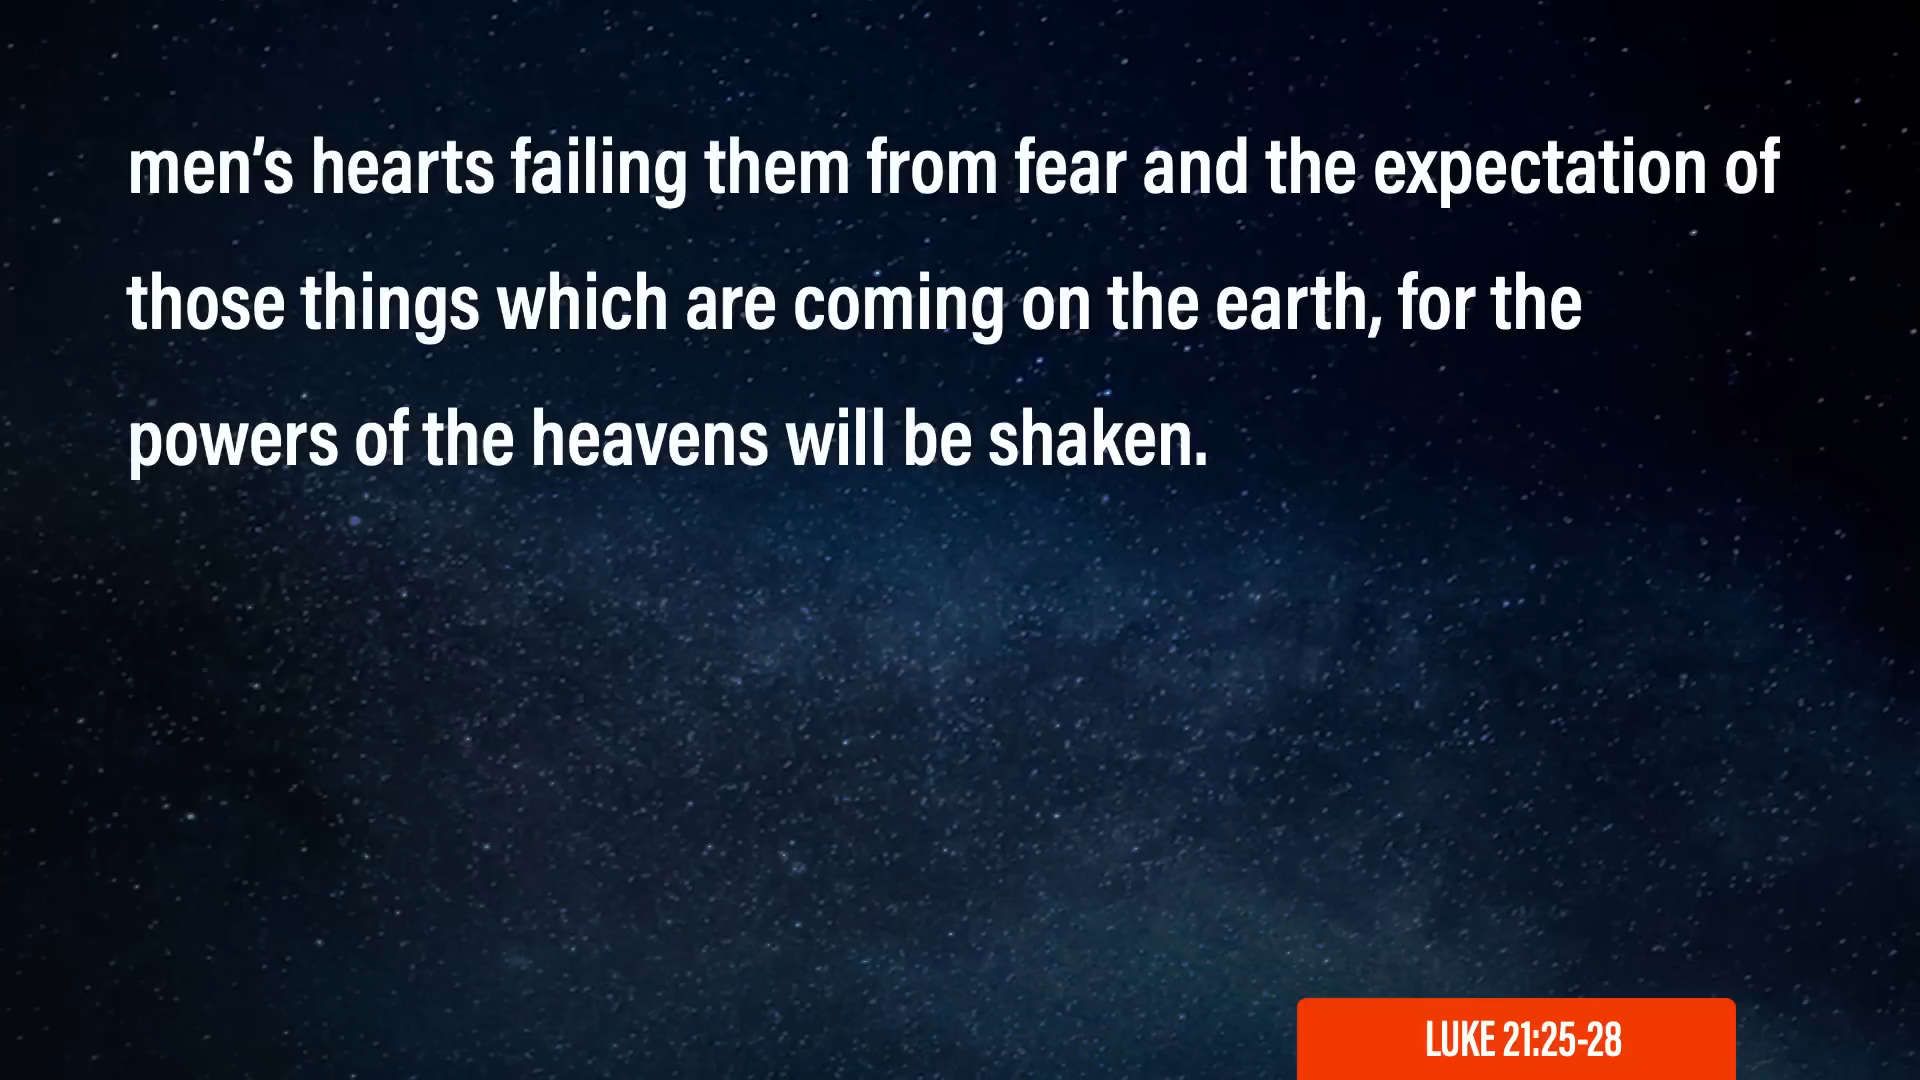 men’s hearts failing them from fear and the expectation of
those things which are coming on the earth, for the
powers of the heavens will be shaken.
LUKE 21:25-28